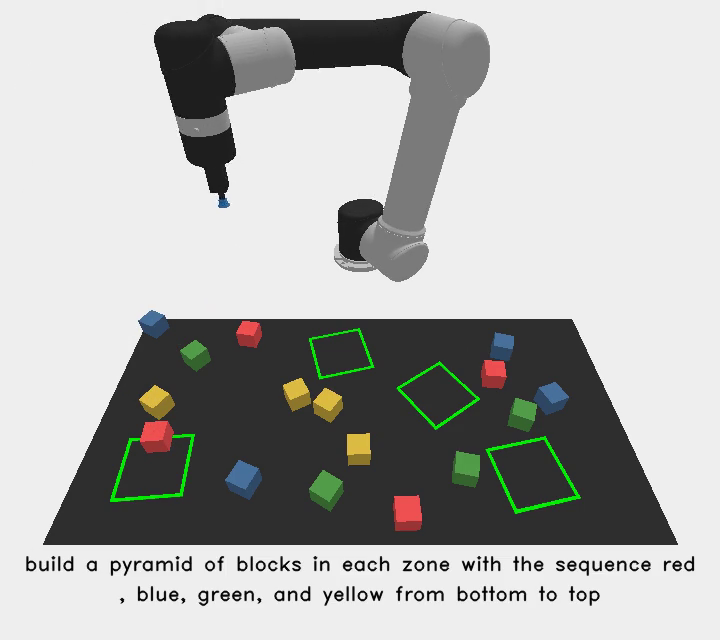 build a pyramid of blocks in each zone with the sequence red
, blue, green, and yellow from bottom to top